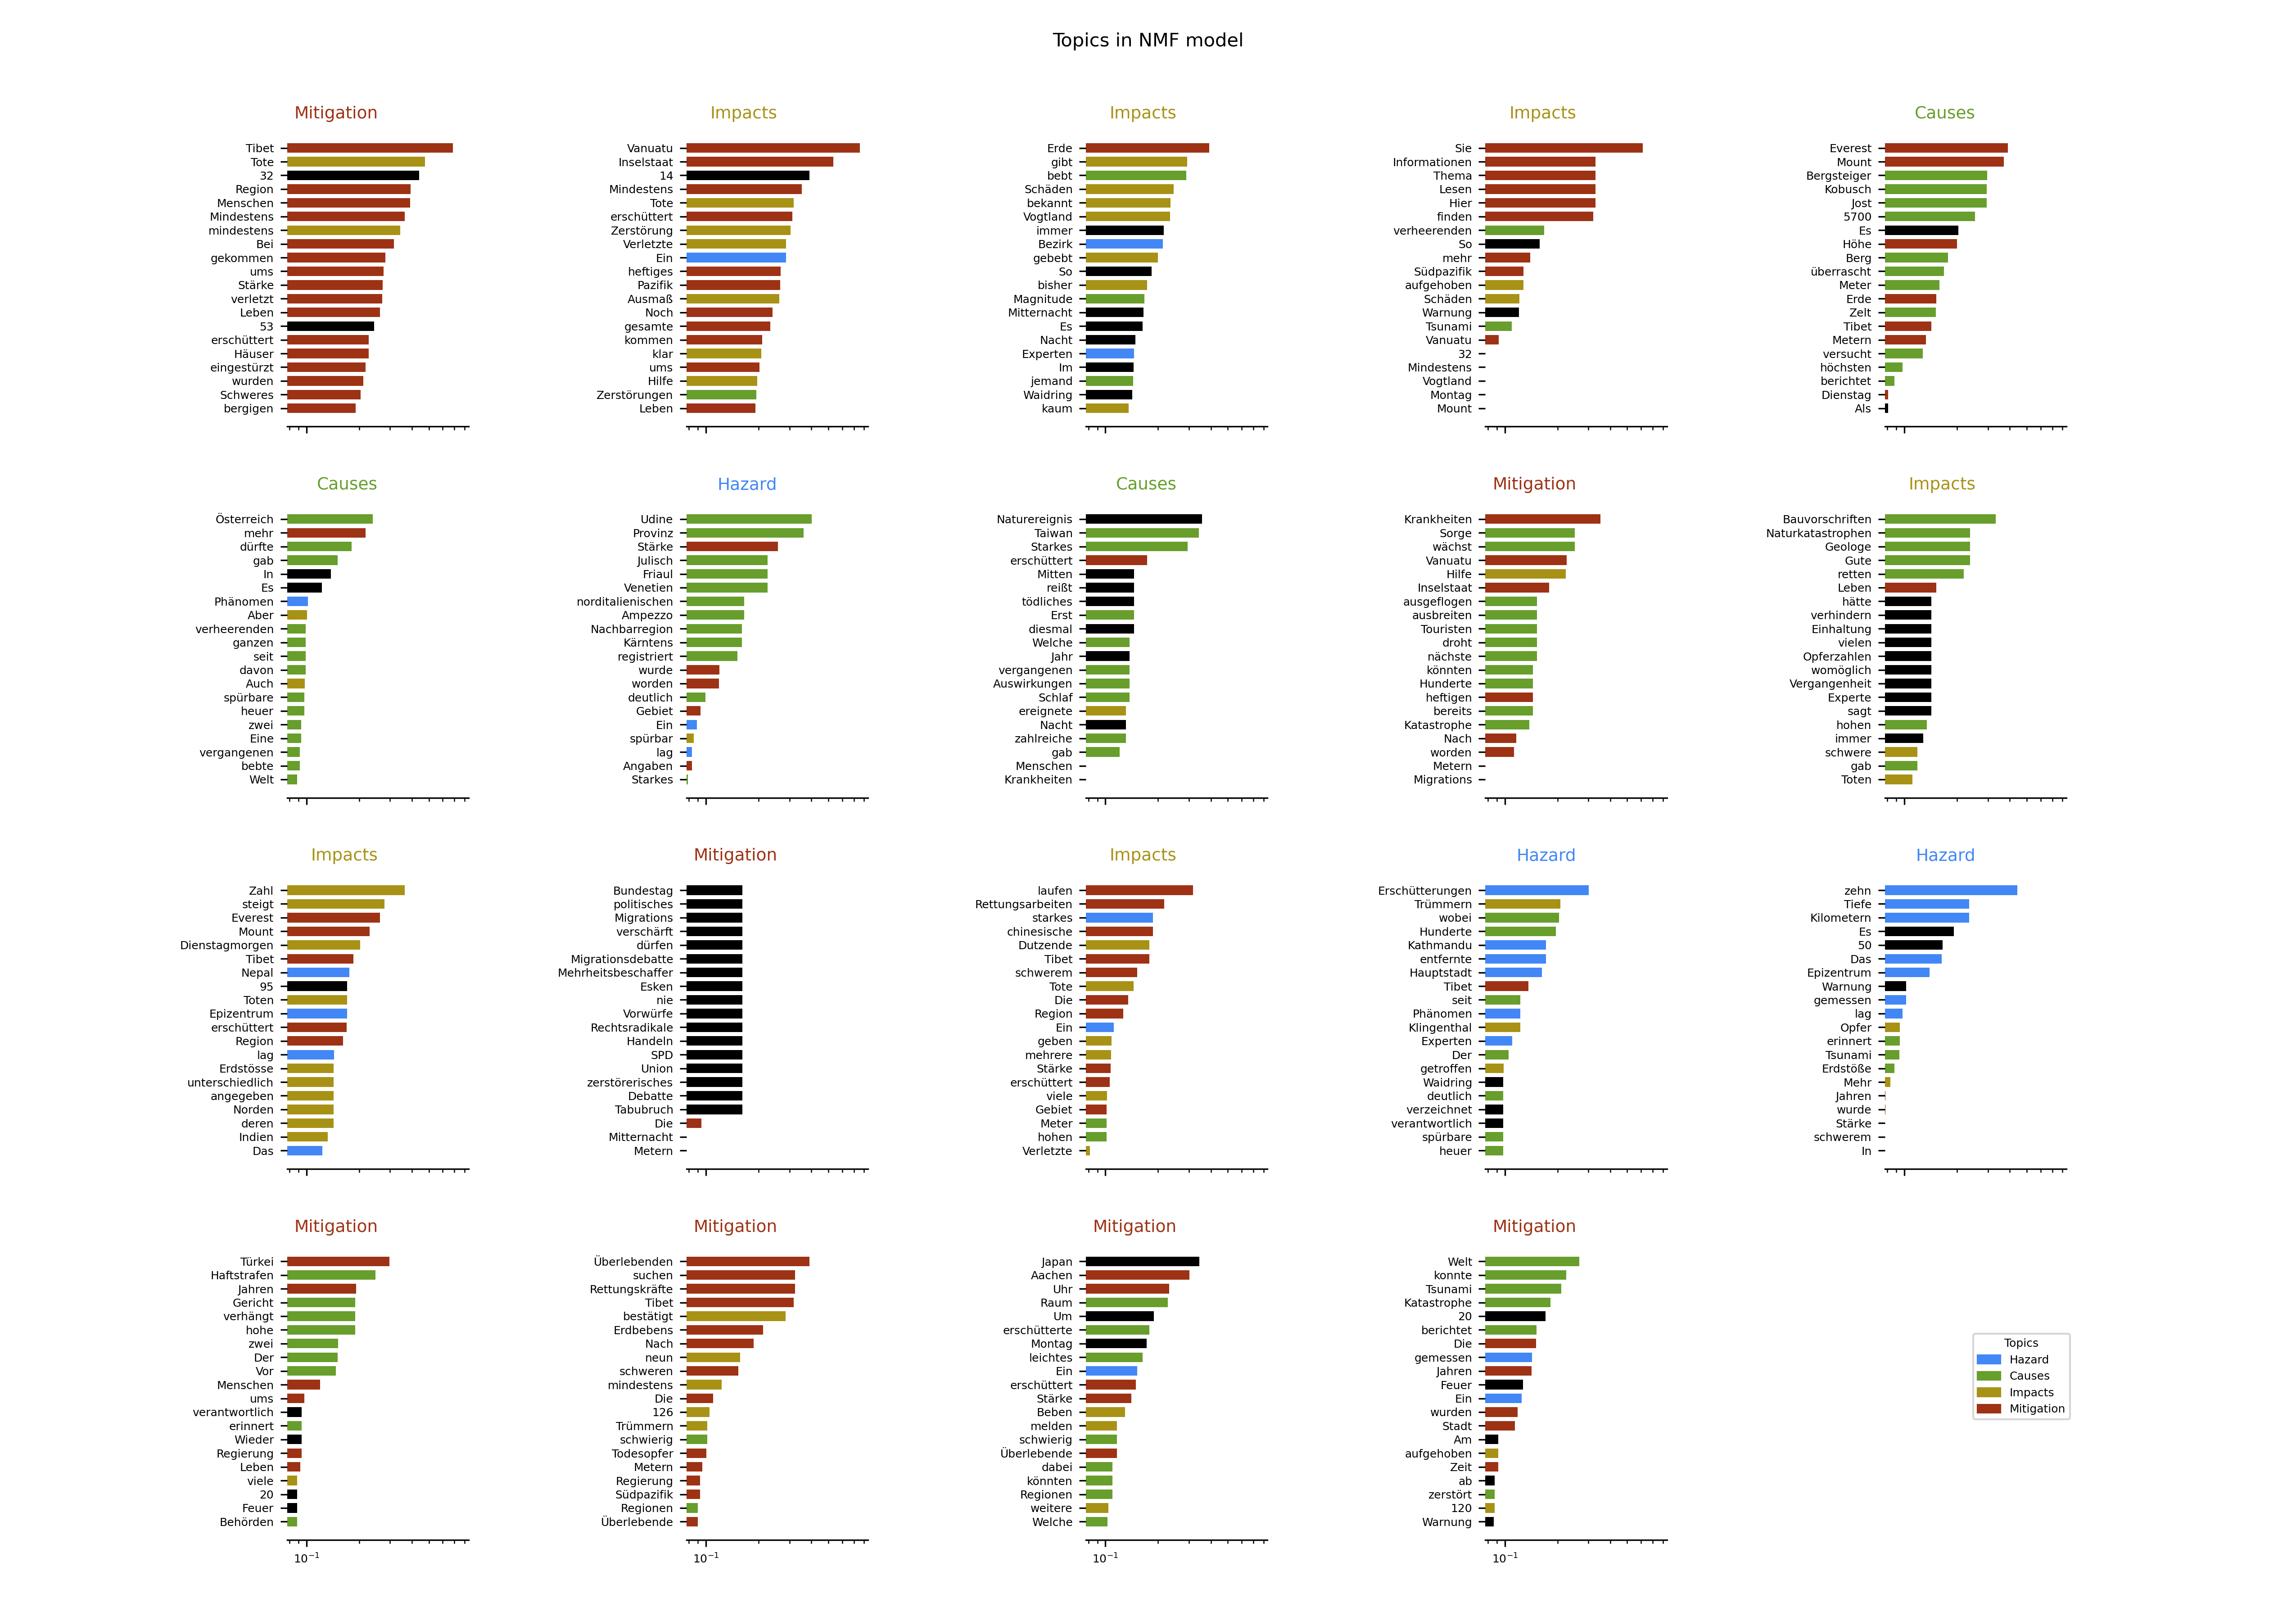 Topics in NMF model
Mitigation
Tibet
Tote
32
Region
Menschen
Mindestens
mindestens
Bei
gekommen
ums
Stärke
verletzt
Leben
53
erschüttert
Häuser
eingestürzt
wurden
Schweres
bergigen
Impacts
Vanuatu
Inselstaat
14
Mindestens
Tote
erschüttert
Zerstörung
Verletzte
Ein
heftiges
Pazifik
Ausmaß
Noch
gesamte
kommen
klar
ums
Hilfe
Zerstörungen
Leben
Impacts
Erde
gibt
bebt
Schäden
bekannt
Vogtland
immer
Bezirk
gebebt
So
bisher
Magnitude
Mitternacht
Es
Nacht
Experten
Im
jemand
Waidring
kaum
Impacts
Sie
Informationen
Thema
Lesen
Hier
finden
verheerenden
So
mehr
Südpazifik
aufgehoben
Schäden
Warnung
Tsunami
Vanuatu
32
Mindestens
Vogtland
Montag
Mount
Causes
Everest
Mount
Bergsteiger
Kobusch
Jost
5700
Es
Höhe
Berg
überrascht
Meter
Erde
Zelt
Tibet
Metern
versucht
höchsten
berichtet
Dienstag
Als
Causes
Österreich
mehr
dürfte
gab
In
Es
Phänomen
Aber
verheerenden
ganzen
seit
davon
Auch
spürbare
heuer
zwei
Eine
vergangenen
bebte
Welt
Hazard
Udine
Provinz
Stärke
Julisch
Friaul
Venetien
norditalienischen
Ampezzo
Nachbarregion
Kärntens
registriert
wurde
worden
deutlich
Gebiet
Ein
spürbar
lag
Angaben
Starkes
Causes
Naturereignis
Taiwan
Starkes
erschüttert
Mitten
reißt
tödliches
Erst
diesmal
Welche
Jahr
vergangenen
Auswirkungen
Schlaf
ereignete
Nacht
zahlreiche
gab
Menschen
Krankheiten
Mitigation
Krankheiten
Sorge
wächst
Vanuatu
Hilfe
Inselstaat
ausgeflogen
ausbreiten
Touristen
droht
nächste
könnten
Hunderte
heftigen
bereits
Katastrophe
Nach
worden
Metern
Migrations
Impacts
Bauvorschriften
Naturkatastrophen
Geologe
Gute
retten
Leben
hätte
verhindern
Einhaltung
vielen
Opferzahlen
womöglich
Vergangenheit
Experte
sagt
hohen
immer
schwere
gab
Toten
Impacts
Zahl
steigt
Everest
Mount
Dienstagmorgen
Tibet
Nepal
95
Toten
Epizentrum
erschüttert
Region
lag
Erdstösse
unterschiedlich
angegeben
Norden
deren
Indien
Das
Mitigation
Bundestag
politisches
Migrations
verschärft
dürfen
Migrationsdebatte
Mehrheitsbeschaffer
Esken
nie
Vorwürfe
Rechtsradikale
Handeln
SPD
Union
zerstörerisches
Debatte
Tabubruch
Die
Mitternacht
Metern
Impacts
laufen
Rettungsarbeiten
starkes
chinesische
Dutzende
Tibet
schwerem
Tote
Die
Region
Ein
geben
mehrere
Stärke
erschüttert
viele
Gebiet
Meter
hohen
Verletzte
Hazard
Erschütterungen
Trümmern
wobei
Hunderte
Kathmandu
entfernte
Hauptstadt
Tibet
seit
Phänomen
Klingenthal
Experten
Der
getroffen
Waidring
deutlich
verzeichnet
verantwortlich
spürbare
heuer
Hazard
zehn
Tiefe
Kilometern
Es
50
Das
Epizentrum
Warnung
gemessen
lag
Opfer
erinnert
Tsunami
Erdstöße
Mehr
Jahren
wurde
Stärke
schwerem
In
Mitigation
Türkei
Haftstrafen
Jahren
Gericht
verhängt
hohe
zwei
Der
Vor
Menschen
ums
verantwortlich
erinnert
Wieder
Regierung
Leben
viele
20
Feuer
Behörden
10⁻¹
Mitigation
Überlebenden
suchen
Rettungskräfte
Tibet
bestätigt
Erdbebens
Nach
neun
schweren
mindestens
Die
126
Trümmern
schwierig
Todesopfer
Metern
Regierung
Südpazifik
Regionen
Überlebende
10⁻¹
Mitigation
Japan
Aachen
Uhr
Raum
Um
erschütterte
Montag
leichtes
Ein
erschüttert
Stärke
Beben
melden
schwierig
Überlebende
dabei
könnten
Regionen
weitere
Welche
10⁻¹
Mitigation
Welt
konnte
Tsunami
Katastrophe
20
berichtet
Die
gemessen
Jahren
Feuer
Ein
wurden
Stadt
Am
aufgehoben
Zeit
ab
zerstört
120
Warnung
10⁻¹
Topics
Hazard
Causes
Impacts
Mitigation